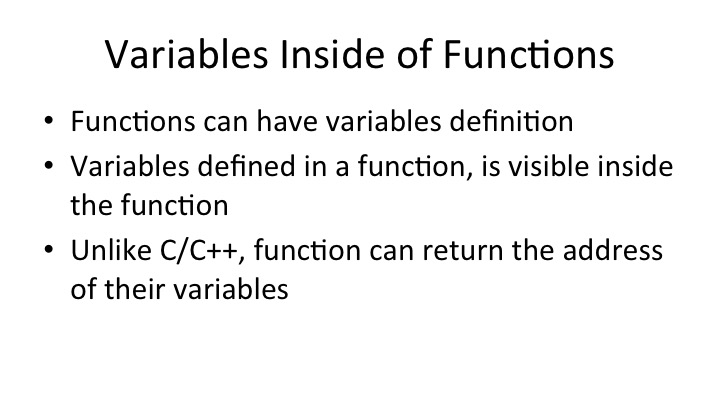 Variables Inside of Functions
• Functions can have variables definition
• Variables defined in a function, is visible inside
the function
• Unlike C/C++, function can return the address
of their variables